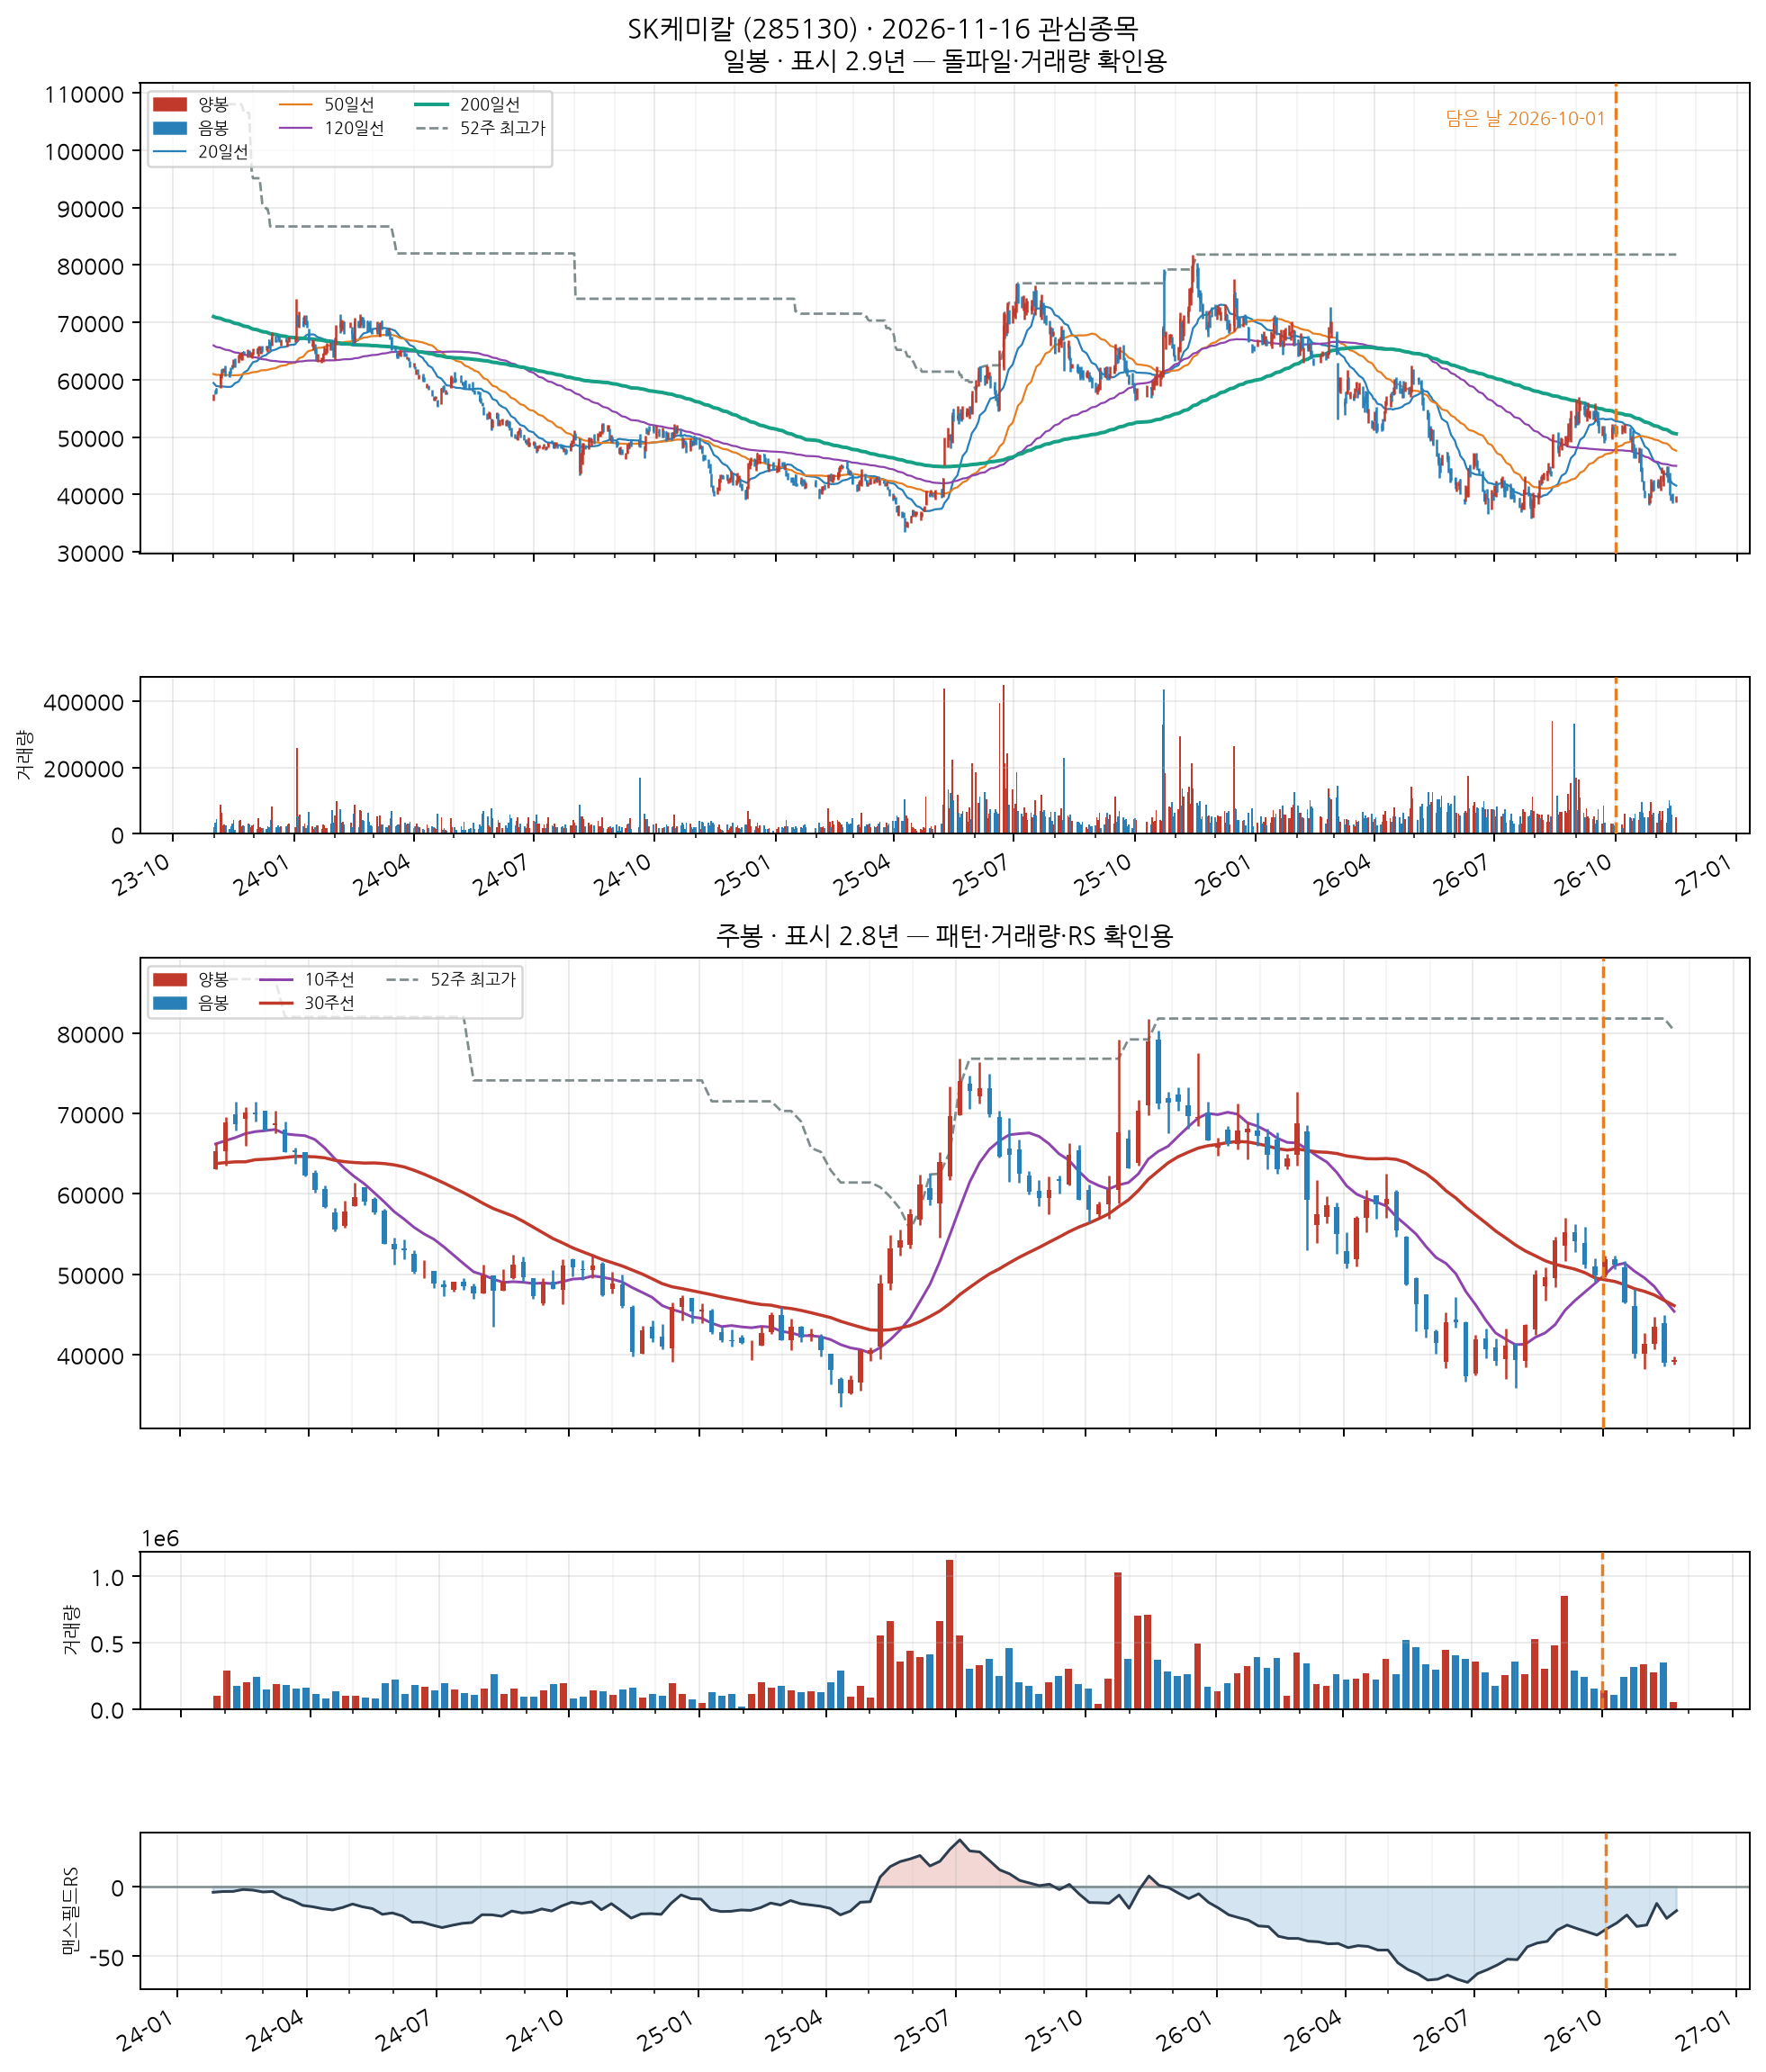 SK케미칼 (285130) · 2026-11-16 관심종목
일봉 · 표시 2.9년 — 돌파일·거래량 확인용
110000
100000
90000
80000
70000
60000
50000
40000
30000
양봉
음봉
20일선
50일선
120일선
200일선
52주 최고가
담은 날 2026-10-01
거래량
400000
200000
0
23-10
24-01
24-04
24-07
24-10
25-01
25-04
25-07
25-10
26-01
26-04
26-07
26-10
27-01
주봉 · 표시 2.8년 — 패턴·거래량·RS 확인용
양봉
음봉
10주선
30주선
52주 최고가
80000
70000
60000
50000
40000
1e6
거래량
1.0
0.5
0.0
맨스필드RS
0
-50
24-01
24-04
24-07
24-10
25-01
25-04
25-07
25-10
26-01
26-04
26-07
26-10
27-01